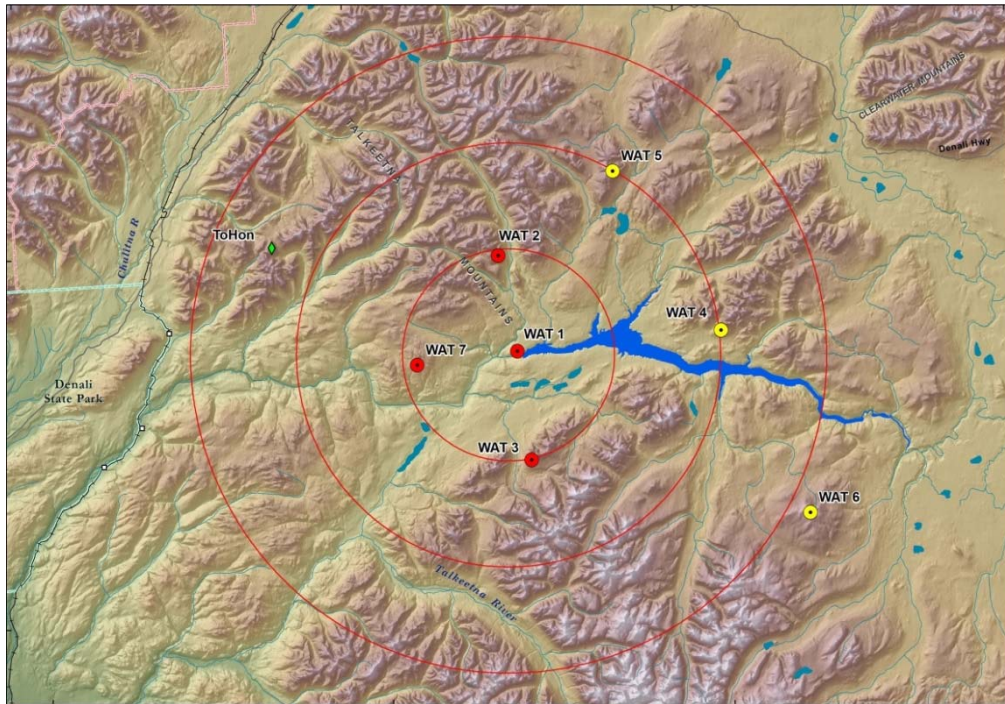 CLEARWATER MOUNTAINS
TALKEETNA
Denali Hwy
WAT 5
Chulitna R
ToHon
WAT 2
MOUNTAINS
WAT 4
WAT 1
WAT 7
Denali
State Park
WAT 3
WAT 6
Talkeetna River